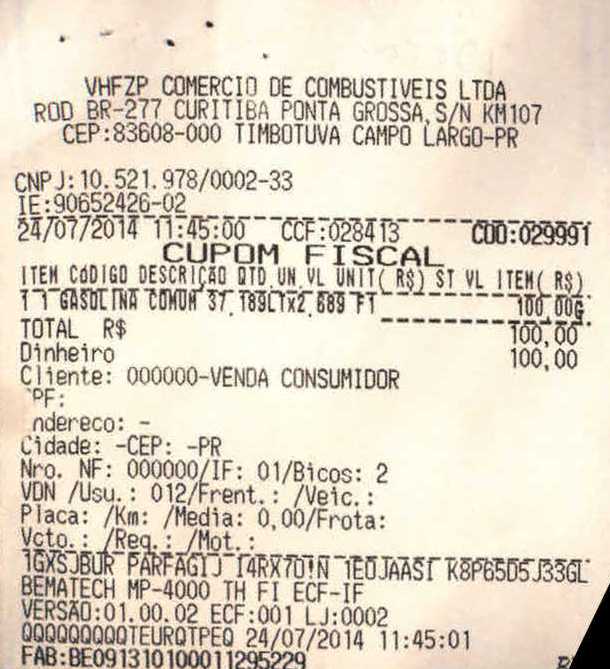 VHFZP COMERCIO DE COMBUSTIVEIS LTDA
ROD BR-277 CURITIBA PONTA GROSSA,S/N KM107
CEP:83608-000 TIMBOTUVA CAMPO LARGO-PR
CNPJ:10.521.978/0002-33
IE:90652426-02
24/07/2014 11:45:00 CCF:028413 COO:029991
CUPOM FISCAL
ITEM CÓDIGO DESCRIÇÃO QTD.UN.VL UNIT( R$) ST VL ITEM( R$)
1 1 GASOLINA COMUM 37,189LTx2,689 F1 100,00G
TOTAL R$ 100,00
Dinheiro 100,00
Cliente: 000000-VENDA CONSUMIDOR
PF:
ndereco: -
Cidade: -CEP: -PR
Nro. NF: 000000/IF: 01/Bicos: 2
VDN /Usu.: 012/Frent.: /Veic.:
Placa: /Km: /Media: 0,00/Frota:
Vcto.: /Req.: /Mot.:
K8P65D5J33GL
BEMATECH MP-4000 TH FI ECF-IF
VERSÃO:01.00.02 ECF:001 LJ:0002
QQQQQQQQQTEURQTPEQ 24/07/2014 11:45:01
FAB:BE091310100011295229